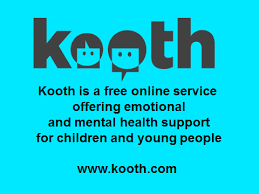 kooth
Kooth is a free online service
offering emotional
and mental health support
for children and young people
www.kooth.com